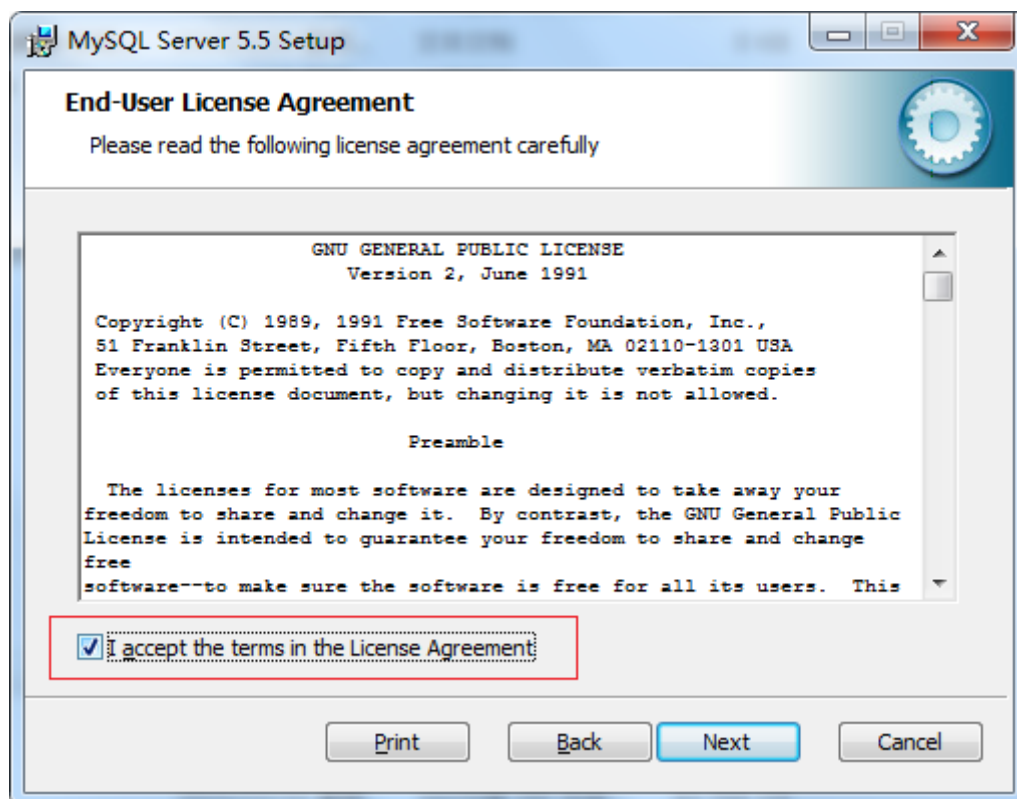 MySQL Server 5.5 Setup
End-User License Agreement
Please read the following license agreement carefully
GNU GENERAL PUBLIC LICENSE
Version 2, June 1991
Copyright (C) 1989, 1991 Free Software Foundation, Inc.,
51 Franklin Street, Fifth Floor, Boston, MA 02110-1301 USA
Everyone is permitted to copy and distribute verbatim copies
of this license document, but changing it is not allowed.
Preamble
The licenses for most software are designed to take away your
freedom to share and change it. By contrast, the GNU General Public
License is intended to guarantee your freedom to share and change
free
software--to make sure the software is free for all its users. This
I accept the terms in the License Agreement
Print Back Next Cancel